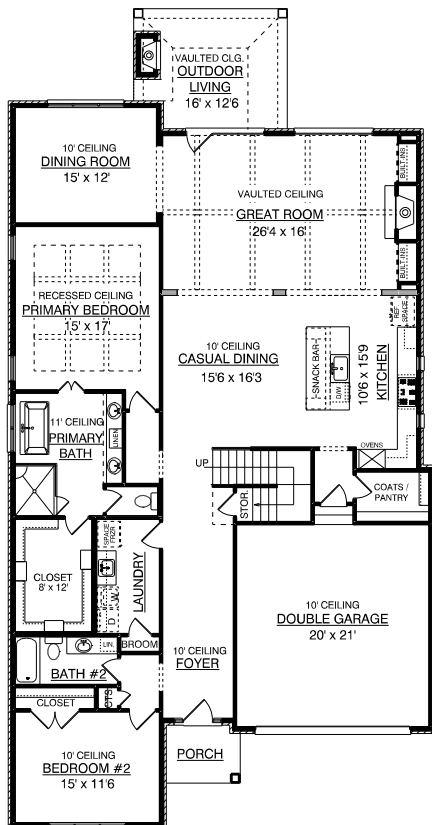 VAULTED CLG.
OUTDOOR
LIVING
16' x 12'6
10' CEILING
DINING ROOM
15' x 12'
BUILT INS
VAULTED CEILING
GREAT ROOM
26'4 x 16'
BUILT INS
RECESSED CEILING
PRIMARY BEDROOM
15' x 17'
REF
SPACE
10' CEILING
CASUAL DINING
15'6 x 16'3
SNACK BAR
D/W
KITCHEN
10'6 x 15'9
11' CEILING
PRIMARY
BATH
LINEN
OVENS
UP
COATS /
PANTRY
STOR.
SPACE
FRZR
CLOSET
8' x 12'
LAUNDRY
D W
10' CEILING
DOUBLE GARAGE
20' x 21'
BROOM
LIN.
10' CEILING
FOYER
BATH #2
CLOSET
CTS
PORCH
10' CEILING
BEDROOM #2
15' x 11'6